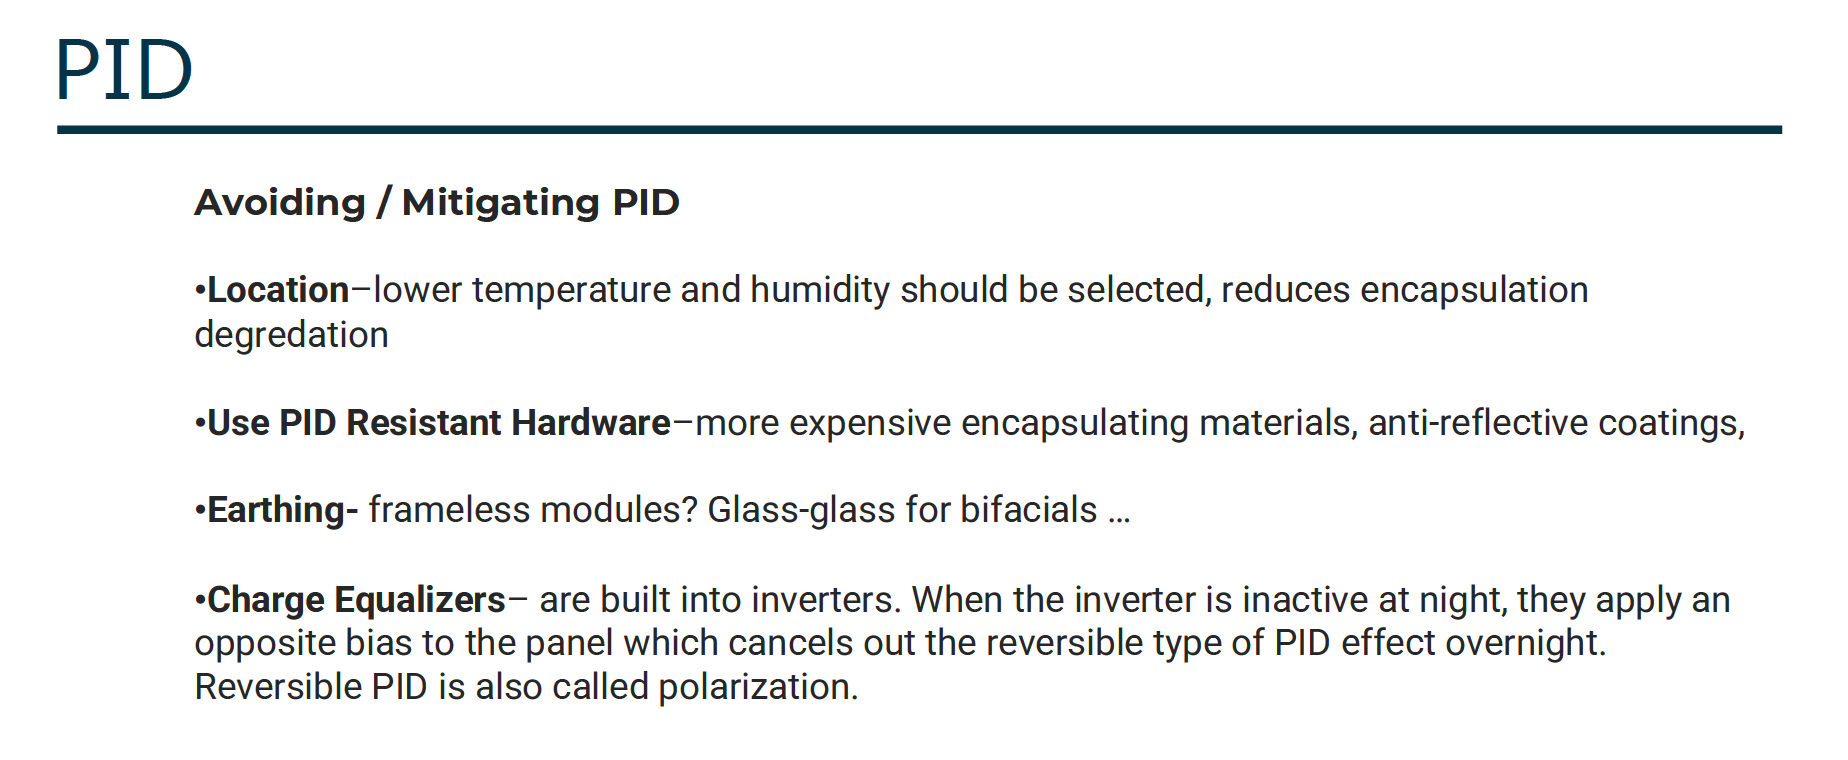 PID
Avoiding / Mitigating PID
•Location–lower temperature and humidity should be selected, reduces encapsulation
degredation
•Use PID Resistant Hardware–more expensive encapsulating materials, anti-reflective coatings,
•Earthing- frameless modules? Glass-glass for bifacials ...
•Charge Equalizers– are built into inverters. When the inverter is inactive at night, they apply an
opposite bias to the panel which cancels out the reversible type of PID effect overnight.
Reversible PID is also called polarization.